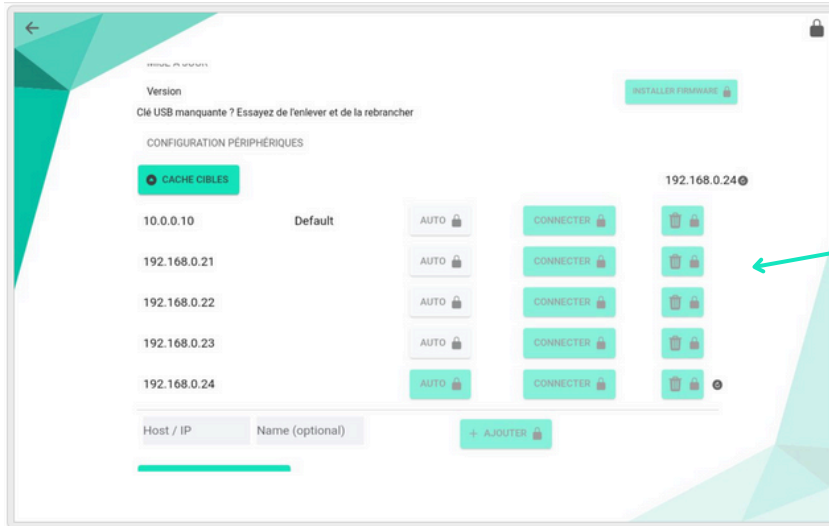 MISE À JOUR
Version
INSTALLER FIRMWARE
Clé USB manquante ? Essayez de l'enlever et de la rebrancher
CONFIGURATION PÉRIPHÉRIQUES
CACHE CIBLES
192.168.0.24
10.0.0.10 Default AUTO CONNECTER
192.168.0.21 AUTO CONNECTER
192.168.0.22 AUTO CONNECTER
192.168.0.23 AUTO CONNECTER
192.168.0.24 AUTO CONNECTER
Host / IP Name (optional) + AJOUTER